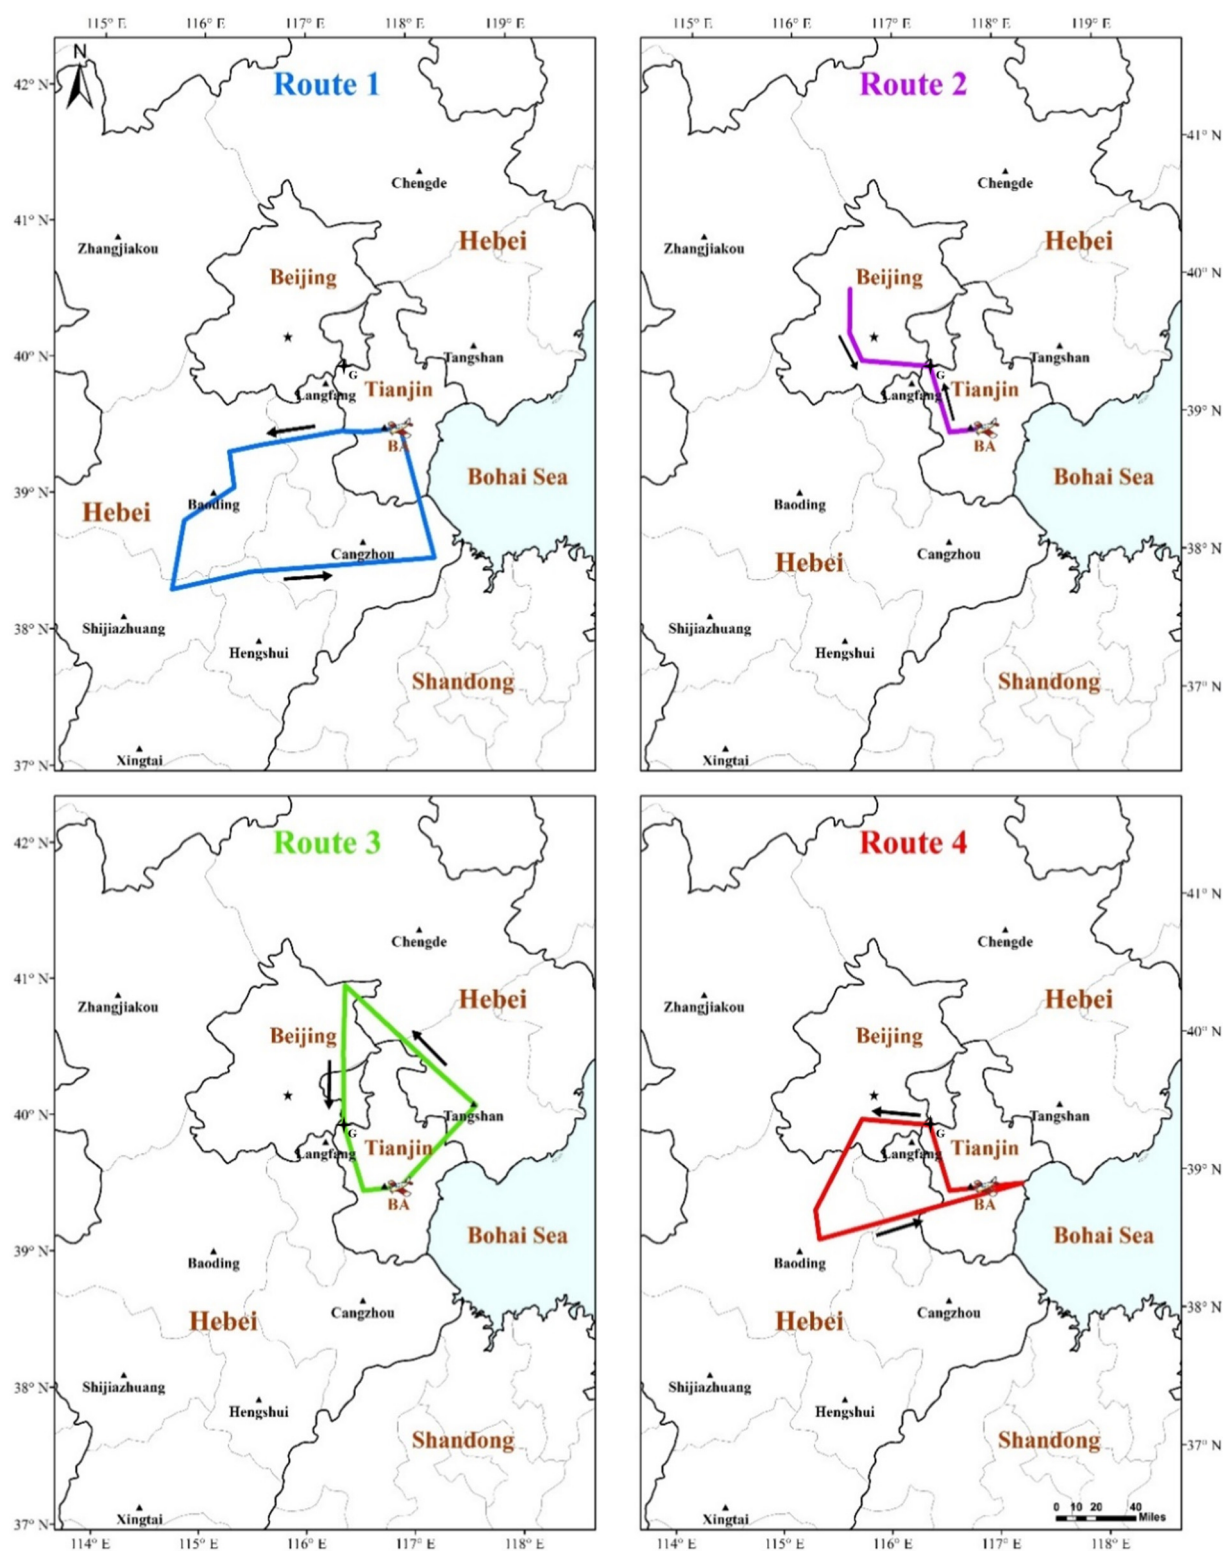 115° E 116° E 117° E 118° E 119° E
115° E 116° E 117° E 118° E 119° E
N
Route 1
42° N
Chengde
41° N
Zhangjiakou
Hebei
Beijing
40° N
Tangshan
G
Langfang
Tianjin
BA
39° N
Baoding
Bohai Sea
Hebei
Cangzhou
38° N
Shijiazhuang
Hengshui
Shandong
Xingtai
37° N
Route 2
41° N
Chengde
Zhangjiakou
Hebei
Beijing
40° N
Tangshan
G
Langfang
Tianjin
39° N
BA
Bohai Sea
Baoding
Cangzhou
38° N
Hebei
Shijiazhuang
Hengshui
Shandong
37° N
Xingtai
Route 3
42° N
Chengde
41° N
Zhangjiakou
Hebei
Beijing
40° N
Tangshan
G
Langfang
Tianjin
BA
39° N
Bohai Sea
Baoding
Cangzhou
Hebei
38° N
Shijiazhuang
Hengshui
Shandong
Xingtai
37° N
Route 4
41° N
Chengde
Zhangjiakou
Hebei
Beijing
40° N
Tangshan
G
Langfang
Tianjin
39° N
BA
Bohai Sea
Baoding
Cangzhou
38° N
Hebei
Shijiazhuang
Hengshui
Shandong
37° N
0 10 20 40
Miles
Xingtai
114° E 115° E 116° E 117° E 118° E
114° E 115° E 116° E 117° E 118° E